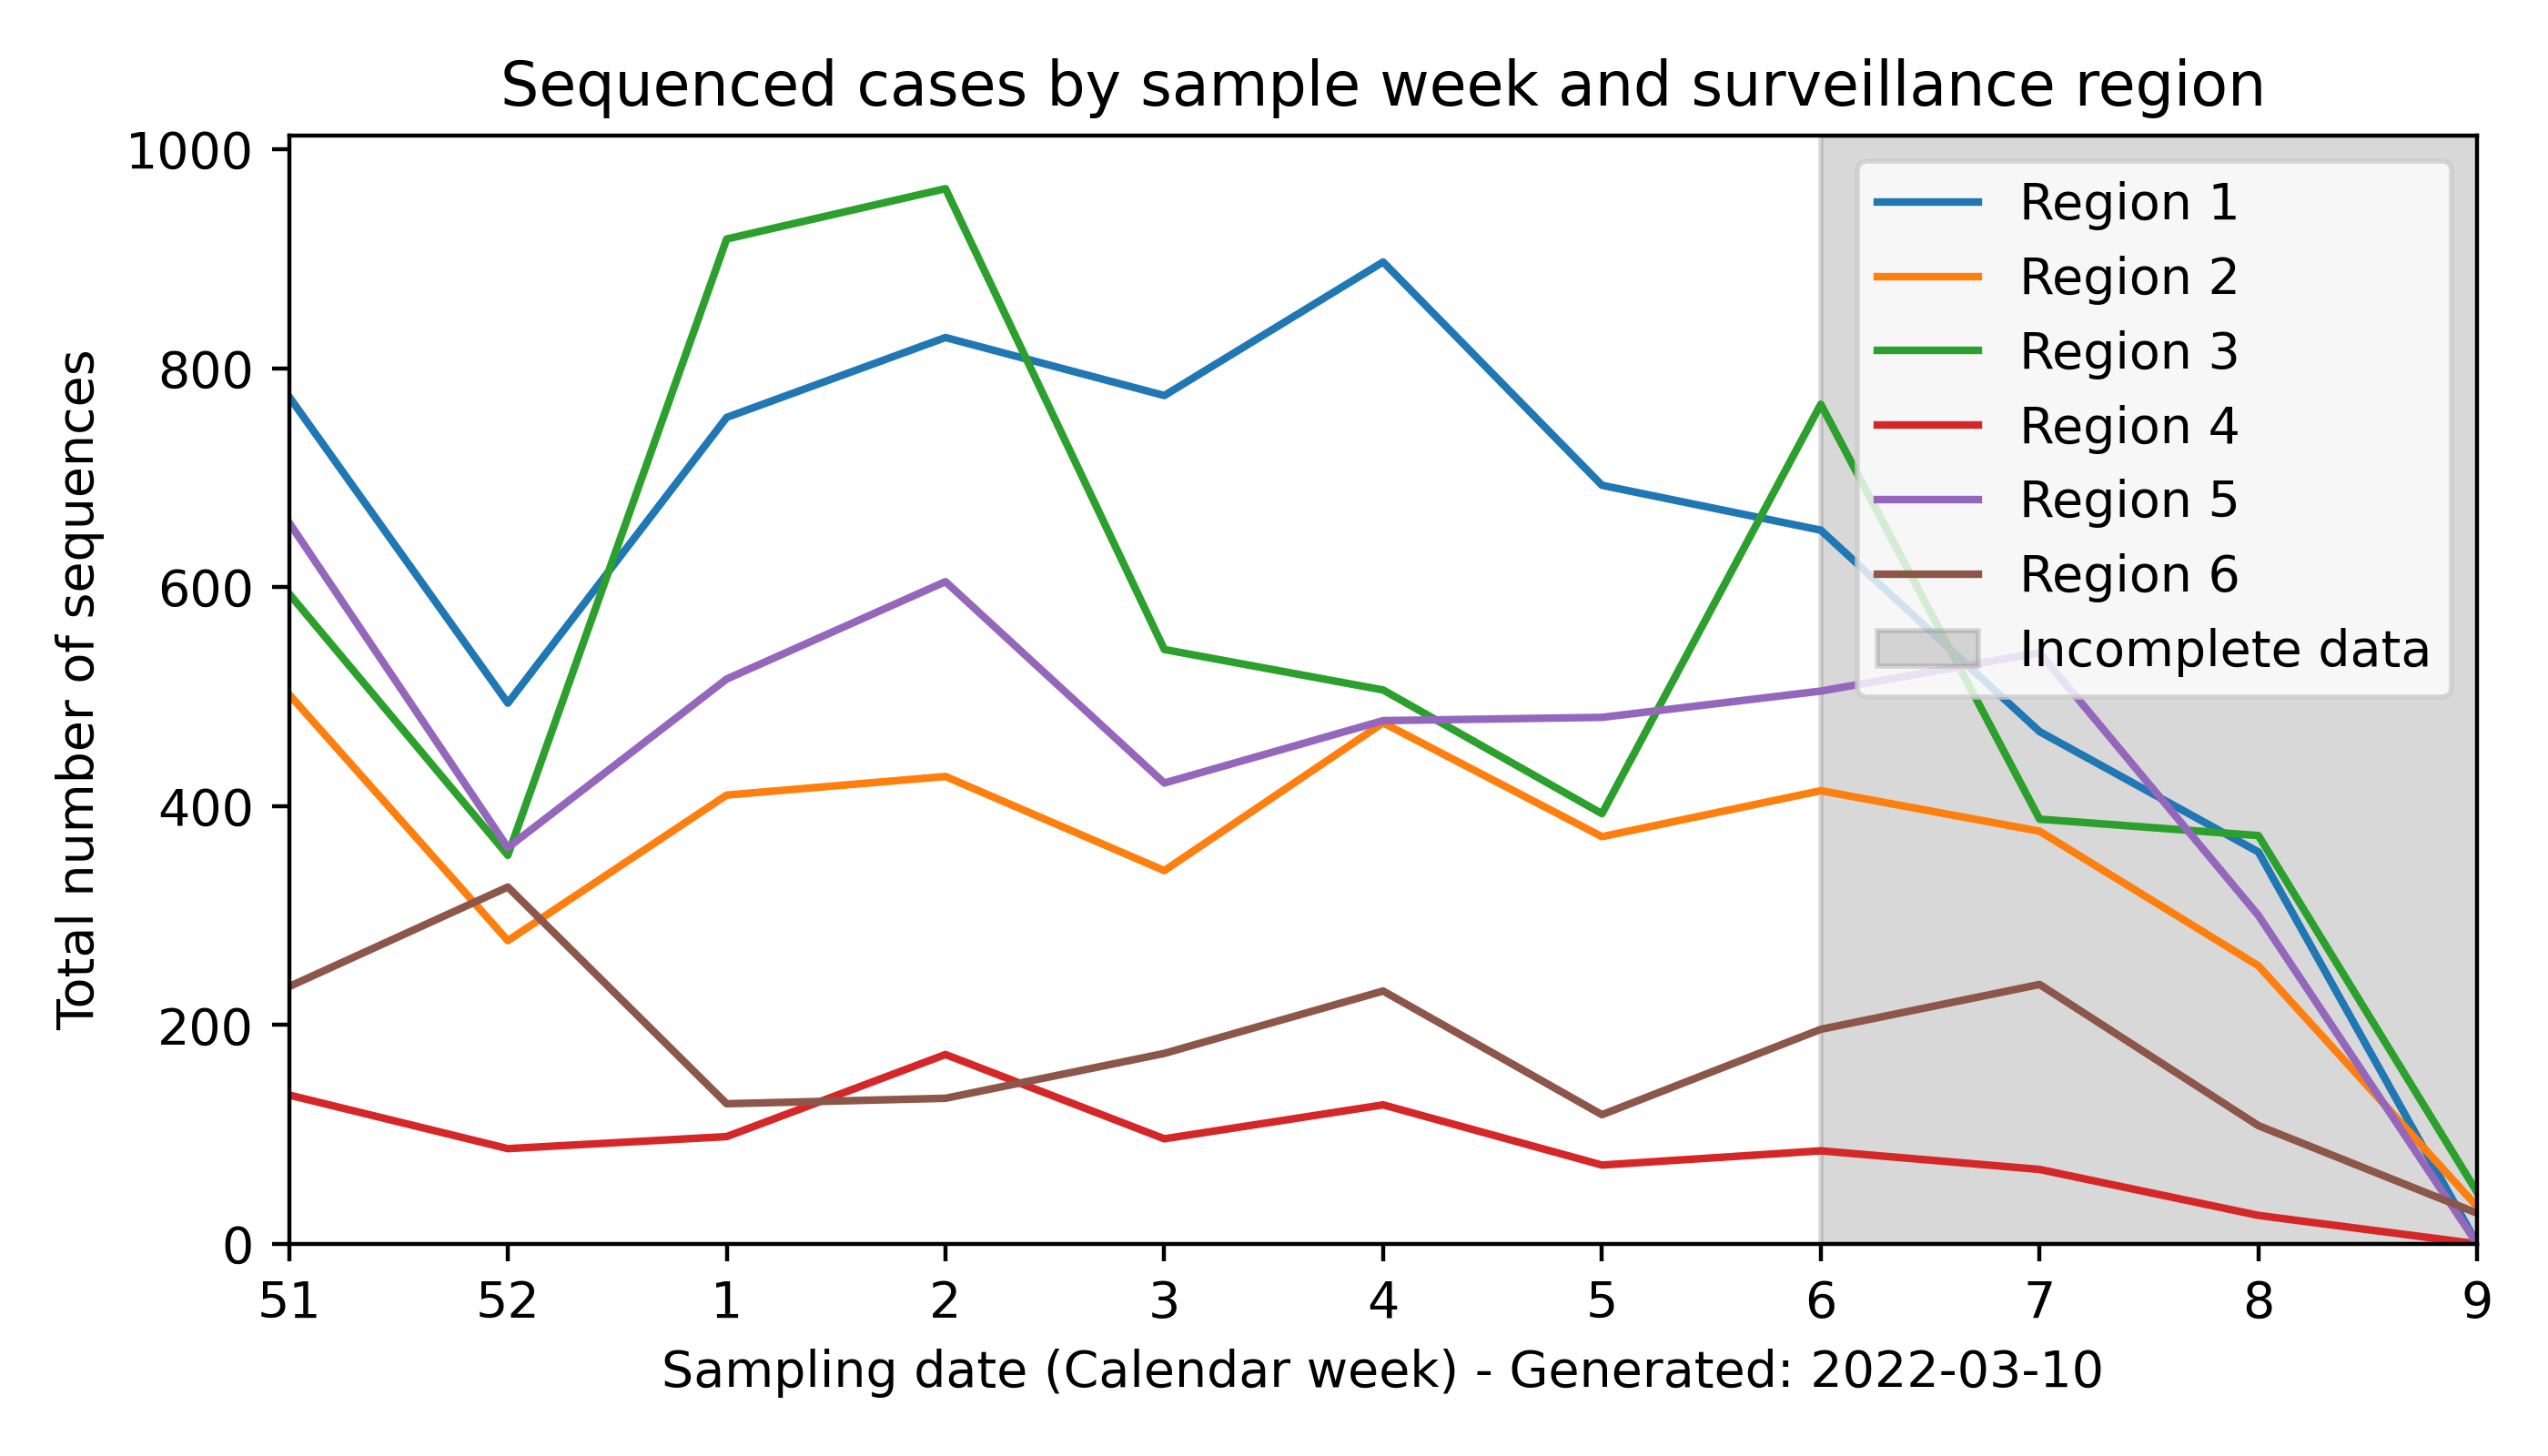 Sequenced cases by sample week and surveillance region
Total number of sequences
1000
800
600
400
200
0
Region 1
Region 2
Region 3
Region 4
Region 5
Region 6
Incomplete data
51 52 1 2 3 4 5 6 7 8 9
Sampling date (Calendar week) - Generated: 2022-03-10